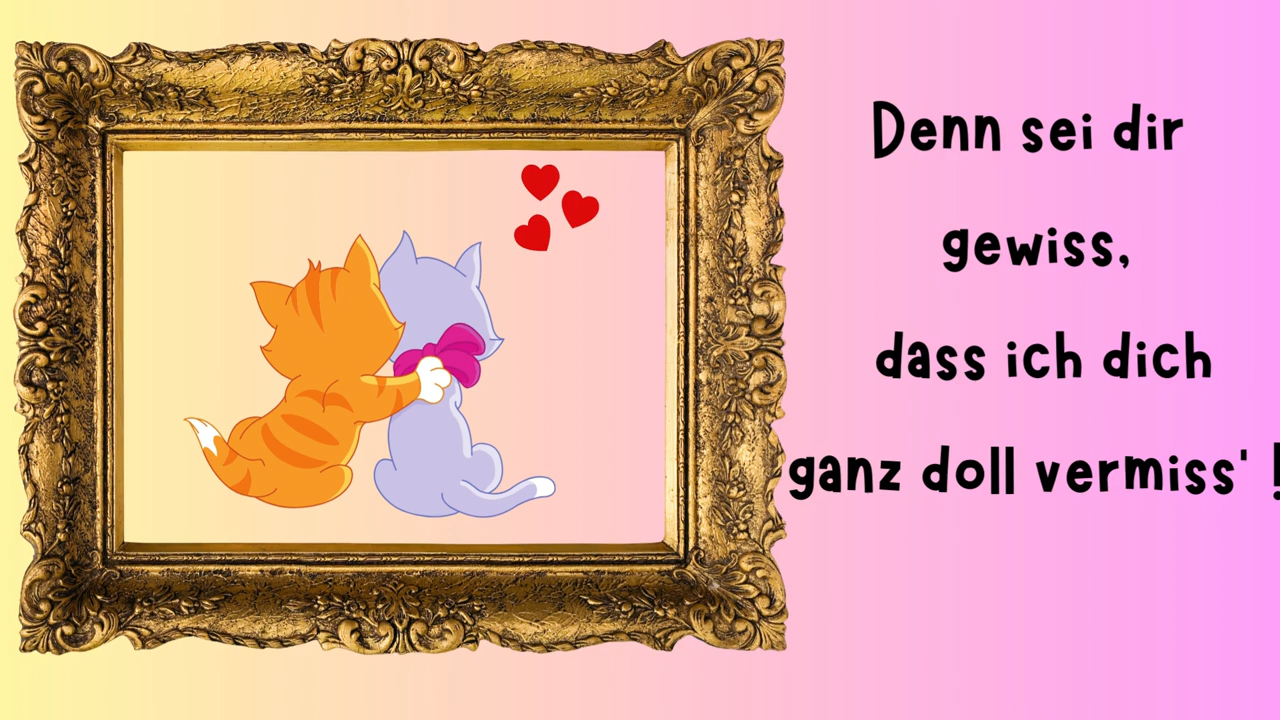 Denn sei dir
gewiss,
dass ich dich
ganz doll vermiss' !